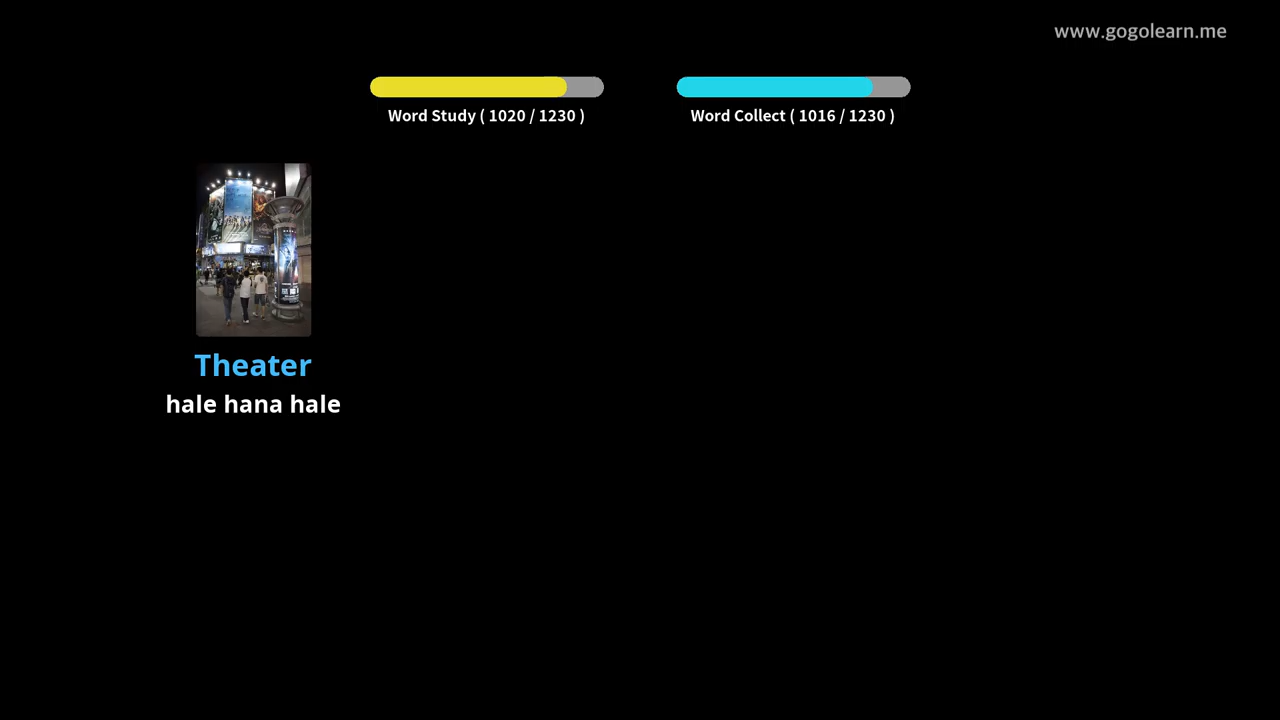 www.gogolearn.me
Word Study ( 1020 / 1230 )
Word Collect ( 1016 / 1230 )
Theater
hale hana hale